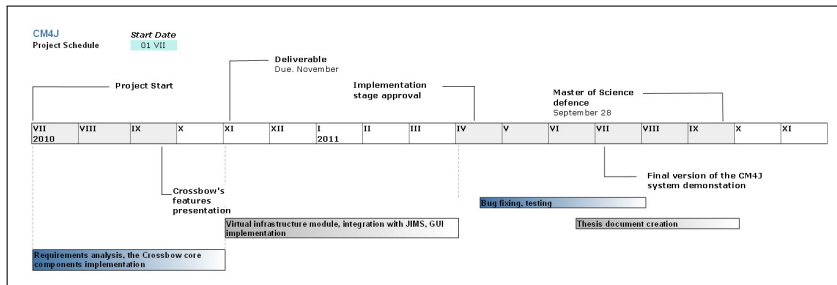 CM4J
Start Date
Project Schedule
01 VII
Deliverable
Due. November
Project Start
Implementation
stage approval
Master of Science
defence
September 28
VII VIII IX X XI XII I II III IV V VI VII VIII IX X XI
2010 2011
Crossbow's
features
presentation
Final version of the CM4J
system demonstation
Bug fixing, testing
Virtual infrastructure module, integration with JIMS, GUI
implementation
Thesis document creation
Requirements analysis, the Crossbow core
components implementation